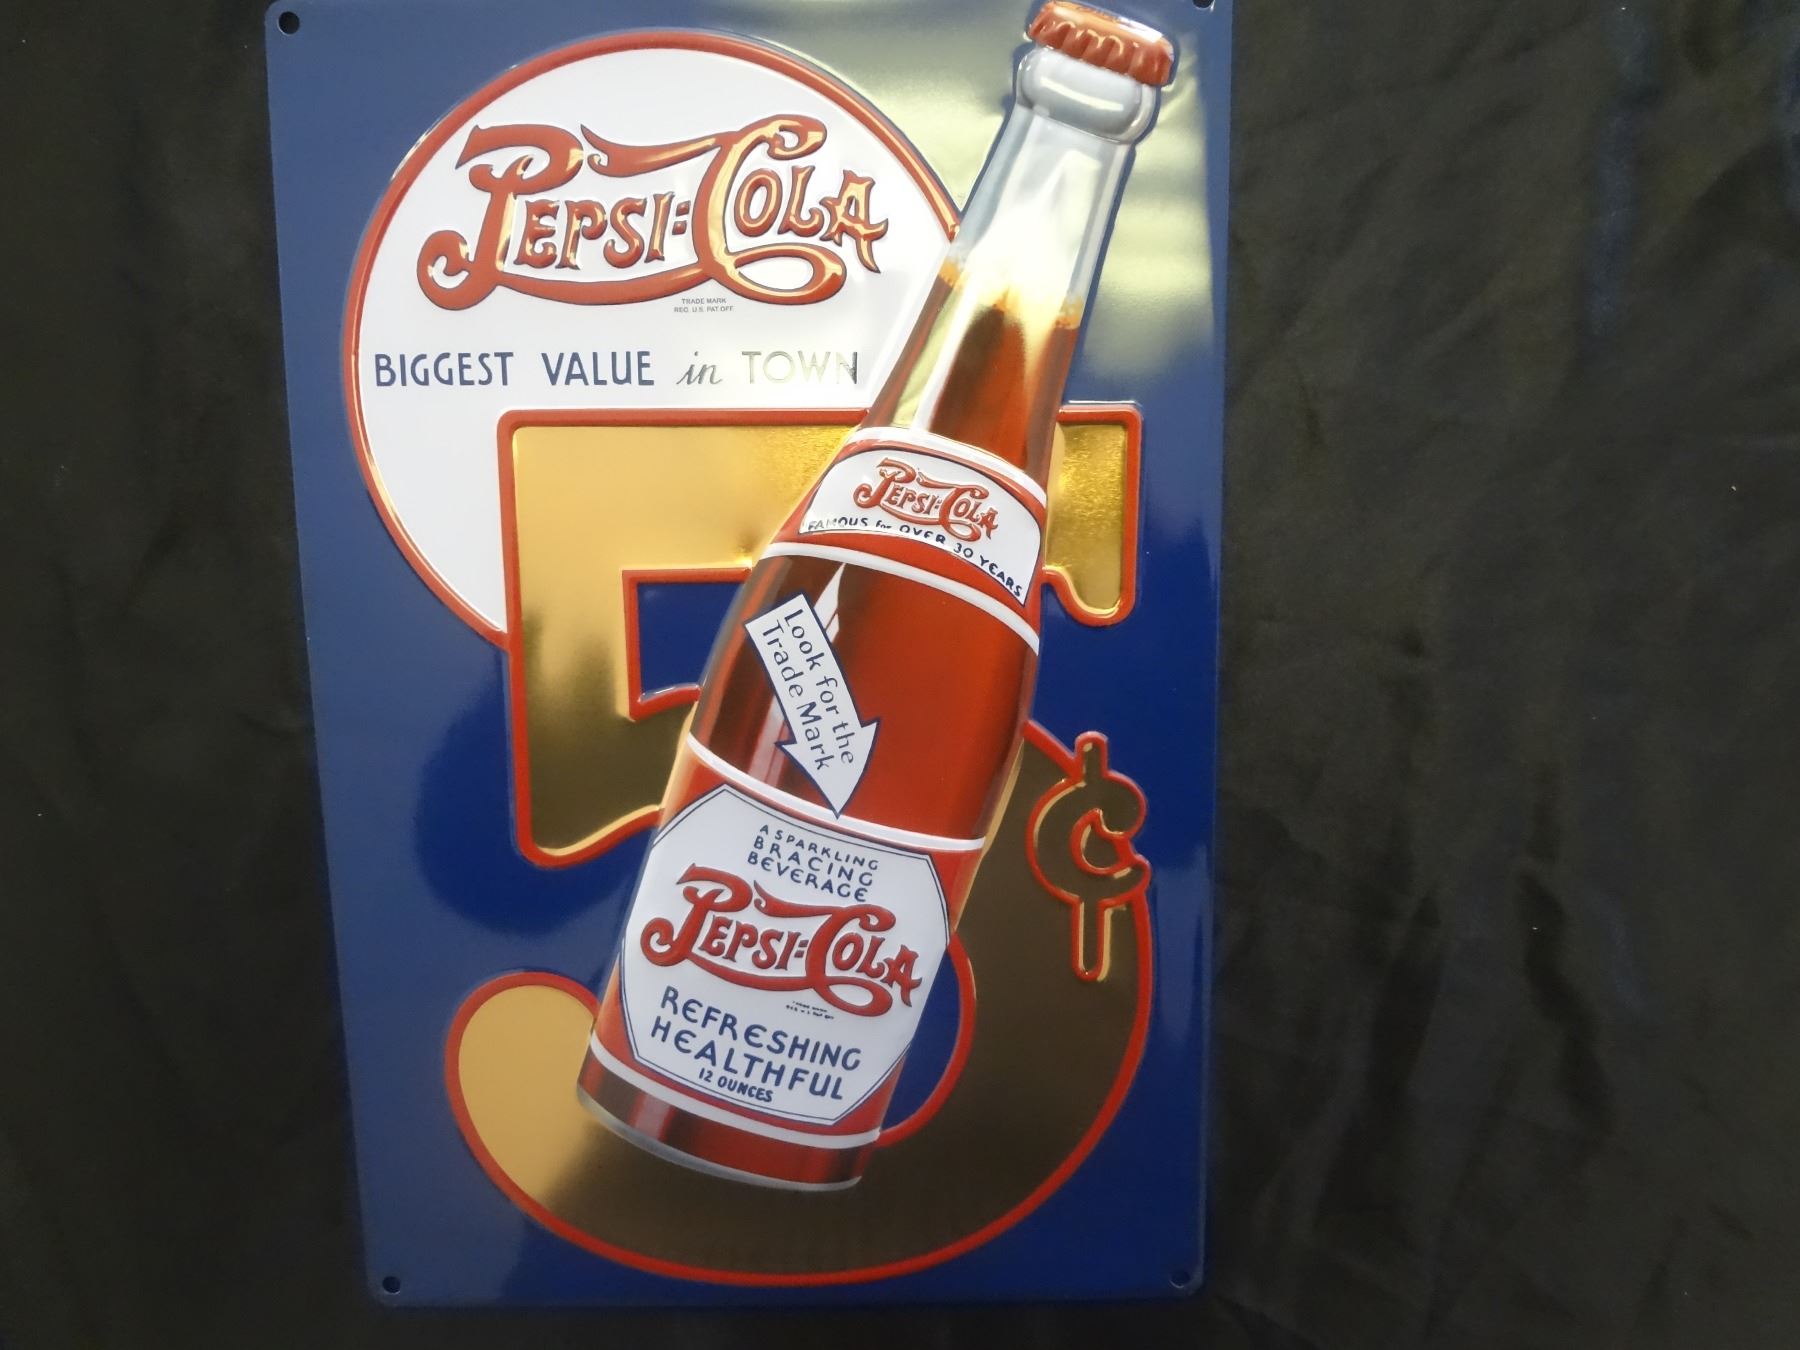 PEPSI:COLA
TRADE MARK
REG. U.S. PAT OFF
BIGGEST VALUE in TOWN
5¢
PEPSI:COLA
FAMOUS for OVER 30 YEARS
Look for the
Trade Mark
A SPARKLING
BRACING
BEVERAGE
PEPSI:COLA
REFRESHING
HEALTHFUL
12 OUNCES